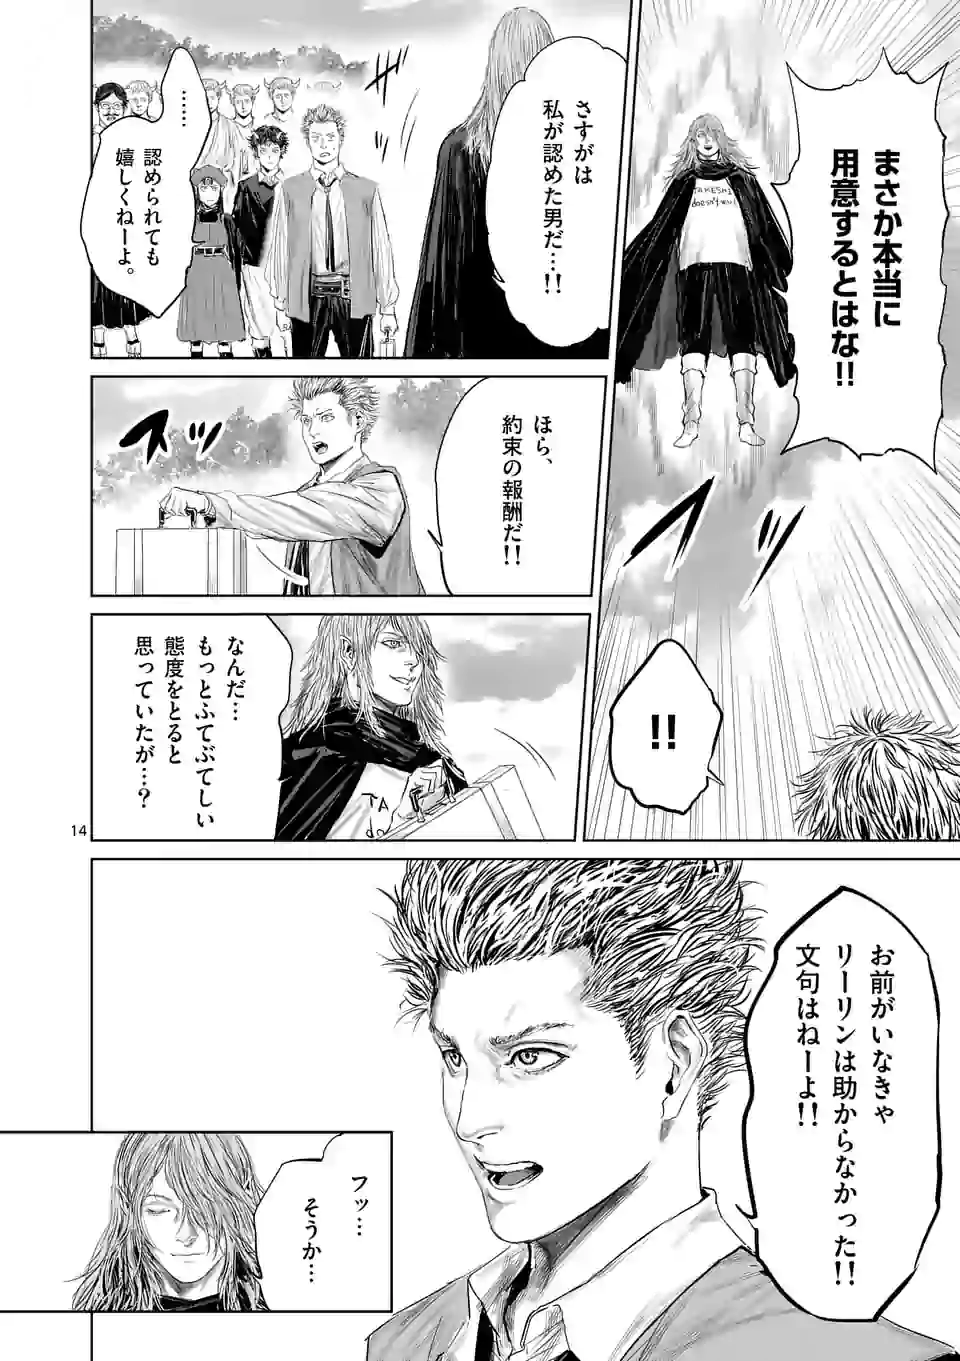 まさか本当に
用意するとはな!!
TAKESHI
doesn't
!!
さすがは
私が認めた男だ…!!
……
認められても
嬉しくねーよ。
ほら、
約束の報酬だ!!
スッ
なんだ…
もっとふてぶてしい
態度をとると
思っていたが…?
TA
お前がいなきゃ
リーリンは助からなかった!!
文句はねーよ!!
フッ…
そうか…
14